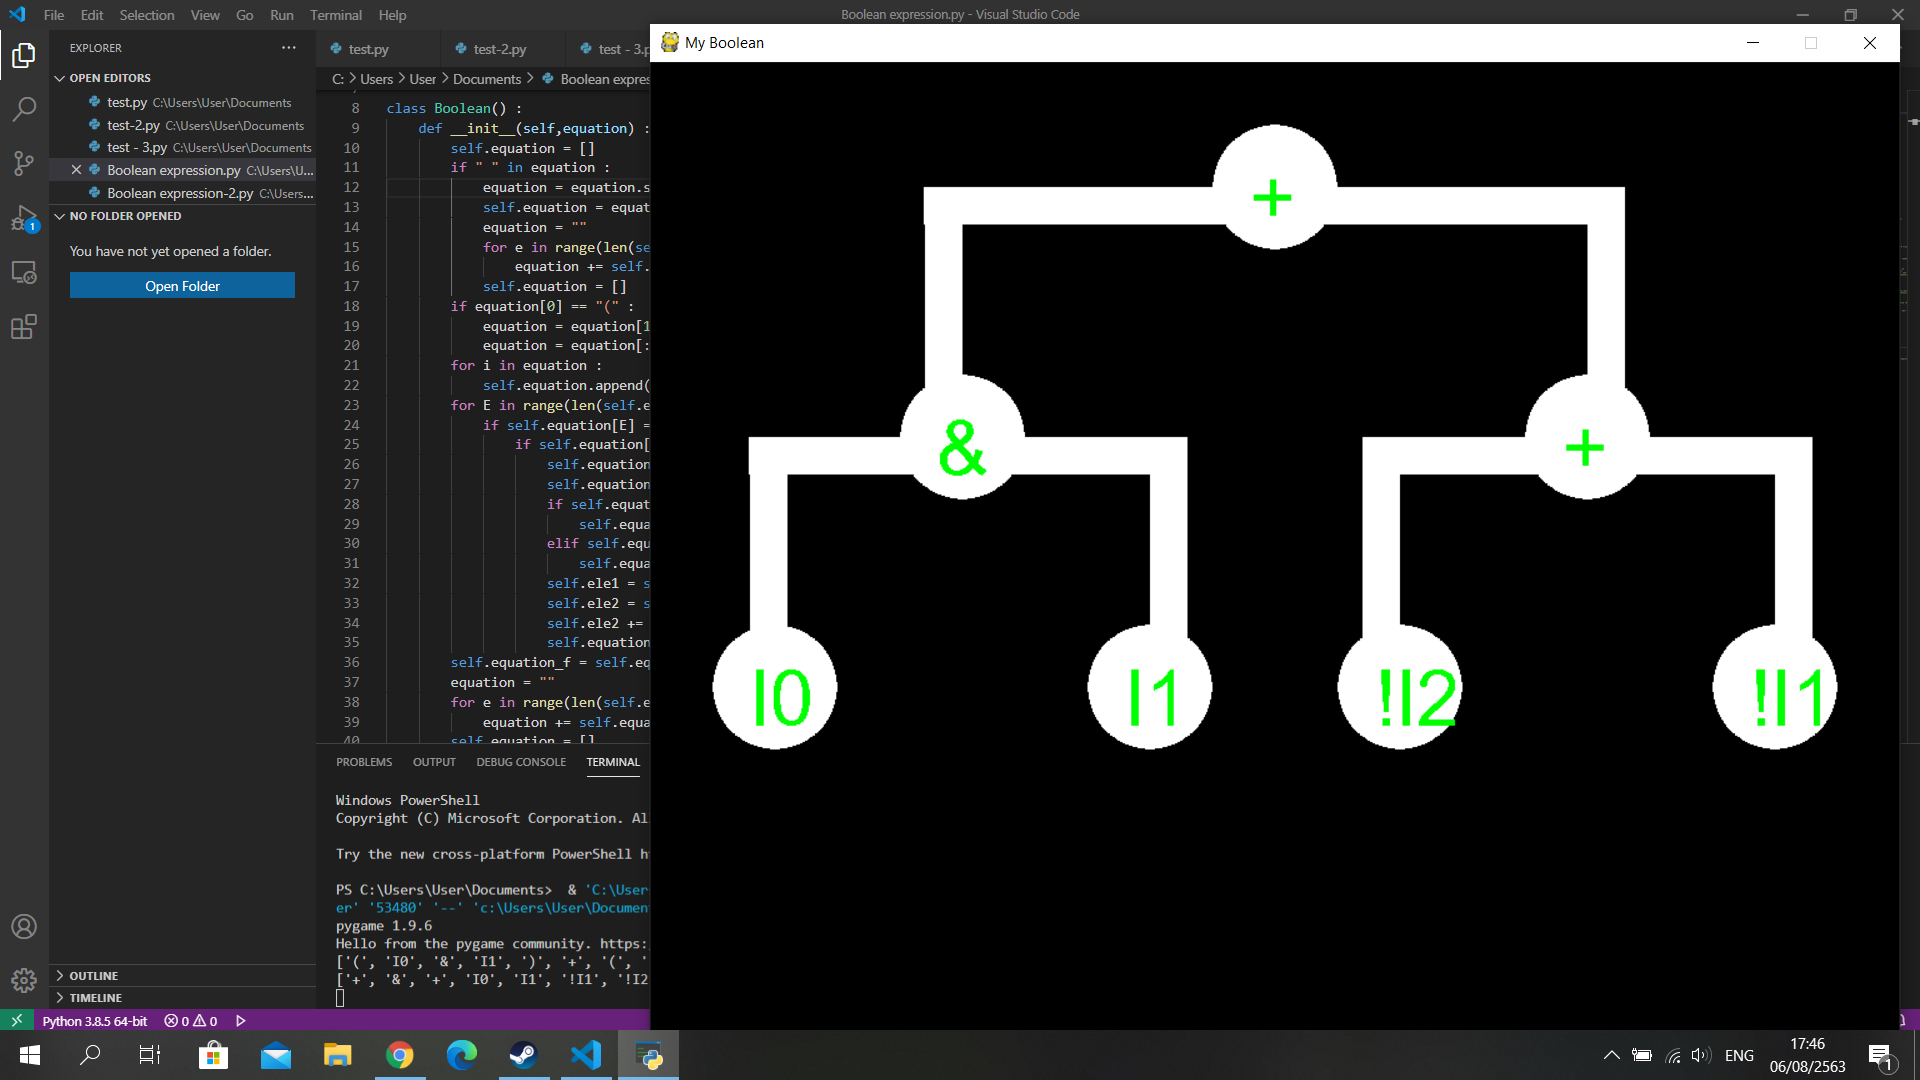 File Edit Selection View Go Run Terminal Help
Boolean expression.py - Visual Studio Code
EXPLORER
OPEN EDITORS
test.py C:\Users\User\Documents
test-2.py C:\Users\User\Documents
test - 3.py C:\Users\User\Documents
Boolean expression.py C:\Users\U...
Boolean expression-2.py C:\Users...
NO FOLDER OPENED
You have not yet opened a folder.
Open Folder
OUTLINE
TIMELINE
test.py test-2.py test - 3.p
C: > Users > User > Documents > Boolean expres
8 class Boolean() :
9 def __init__(self,equation) :
10 self.equation = []
11 if " " in equation :
12 equation = equation.s
13 self.equation = equat
14 equation = ""
15 for e in range(len(se
16 equation += self.
17 self.equation = []
18 if equation[0] == "(" :
19 equation = equation[1
20 equation = equation[:
21 for i in equation :
22 self.equation.append(
23 for E in range(len(self.e
24 if self.equation[E] =
25 if self.equation[
26 self.equation
27 self.equation
28 if self.equat
29 self.equa
30 elif self.equ
31 self.equa
32 self.ele1 = s
33 self.ele2 = s
34 self.ele2 +=
35 self.equation
36 self.equation_f = self.eq
37 equation = ""
38 for e in range(len(self.e
39 equation += self.equa
40 self.equation = []
PROBLEMS OUTPUT DEBUG CONSOLE TERMINAL
Windows PowerShell
Copyright (C) Microsoft Corporation. Al
Try the new cross-platform PowerShell h
PS C:\Users\User\Documents> & 'C:\User
er' '53480' '--' 'c:\Users\User\Documen
pygame 1.9.6
Hello from the pygame community. https:
['(', 'I0', '&', 'I1', ')', '+', '(', '
['+', '&', '+', 'I0', 'I1', '!I1', '!I2
My Boolean
+
& +
I0 I1 !I2 !I1
Python 3.8.5 64-bit 0 0
1
ENG
17:46
06/08/2563
1